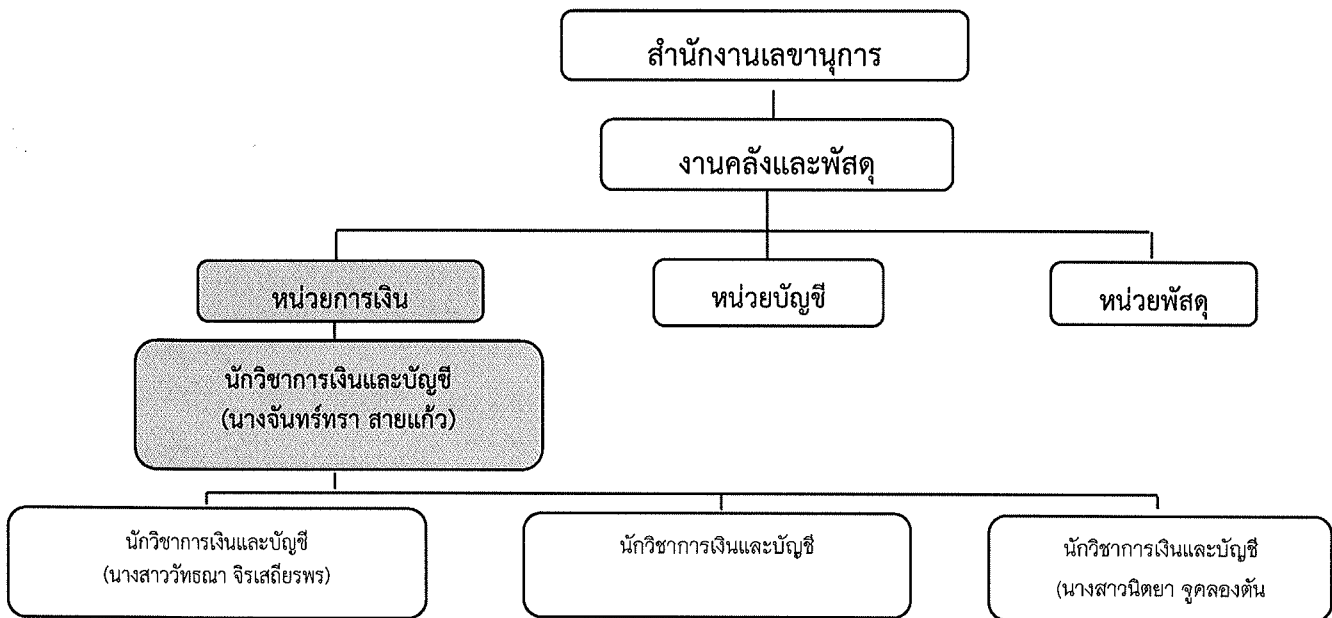 สำนักงานเลขานุการ
งานคลังและพัสดุ
หน่วยการเงิน
หน่วยบัญชี
หน่วยพัสดุ
นักวิชาการเงินและบัญชี
(นางจันทร์ทรา สายแก้ว)
นักวิชาการเงินและบัญชี
(นางสาววัทธณา จิรเสถียรพร)
นักวิชาการเงินและบัญชี
นักวิชาการเงินและบัญชี
(นางสาวนิตยา จูคลองตัน